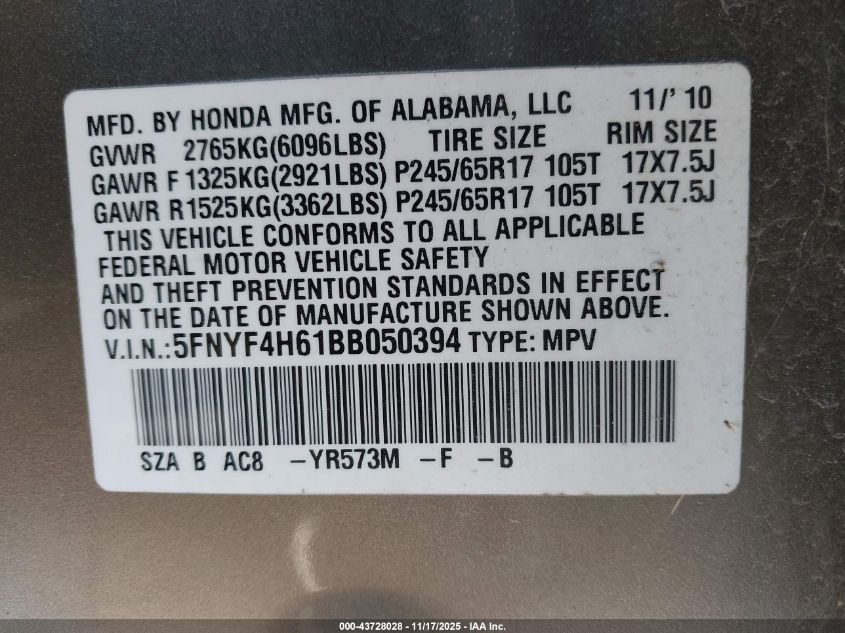 MFD. BY HONDA MFG. OF ALABAMA, LLC 11/' 10
GVWR 2765KG(6096LBS) TIRE SIZE RIM SIZE
GAWR F 1325KG(2921LBS) P245/65R17 105T 17X7.5J
GAWR R1525KG(3362LBS) P245/65R17 105T 17X7.5J
THIS VEHICLE CONFORMS TO ALL APPLICABLE
FEDERAL MOTOR VEHICLE SAFETY
AND THEFT PREVENTION STANDARDS IN EFFECT
ON THE DATE OF MANUFACTURE SHOWN ABOVE.
V.I.N.:5FNYF4H61BB050394 TYPE: MPV
SZA B AC8 -YR573M -F -B
000-43728028 - 11/17/2025 - IAA Inc.